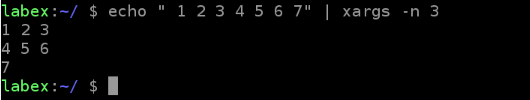 labex:~/ $ echo " 1 2 3 4 5 6 7" | xargs -n 3
1 2 3
4 5 6
7
labex:~/ $